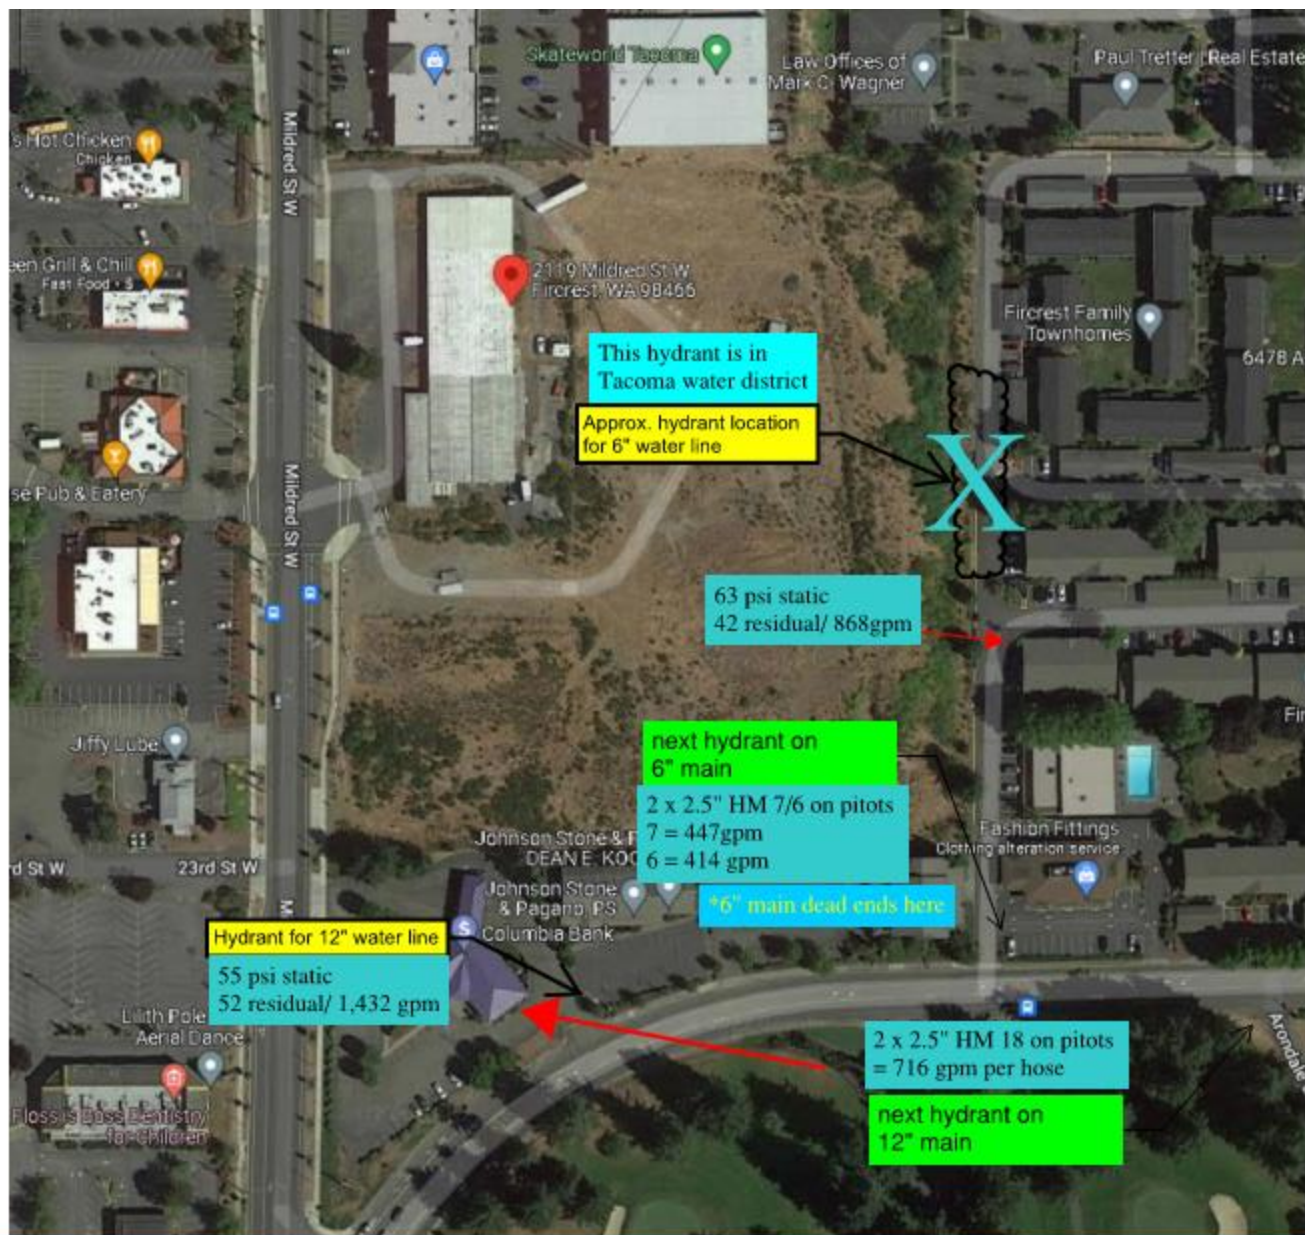 Skateworld Tacoma
Law Offices of
Mark C. Wagner
Paul Tretter | Real Estate
's Hot Chicken
Chicken
Mildred St W
2119 Mildred St W
Fircrest, WA 98466
een Grill & Chill
Fast Food • $
Fircrest Family
Townhomes
This hydrant is in
Tacoma water district
6478 A
Approx. hydrant location
for 6" water line
X
se Pub & Eatery
Mildred St W
63 psi static
42 residual/ 868gpm
Jiffy Lube
Fir
next hydrant on
6" main
2 x 2.5" HM 7/6 on pitots
7 = 447gpm
6 = 414 gpm
Fashion Fittings
Clothing alteration service
Johnson Stone & P
DEAN E. KOO
rd St W
23rd St W
Johnson Stone
& Pagano, PS
*6" main dead ends here
M
Hydrant for 12" water line
S
Columbia Bank
55 psi static
52 residual/ 1,432 gpm
Lilith Pole
Aerial Dance
2 x 2.5" HM 18 on pitots
= 716 gpm per hose
Arondale
Floss is Boss Dentistry
for Children
next hydrant on
12" main